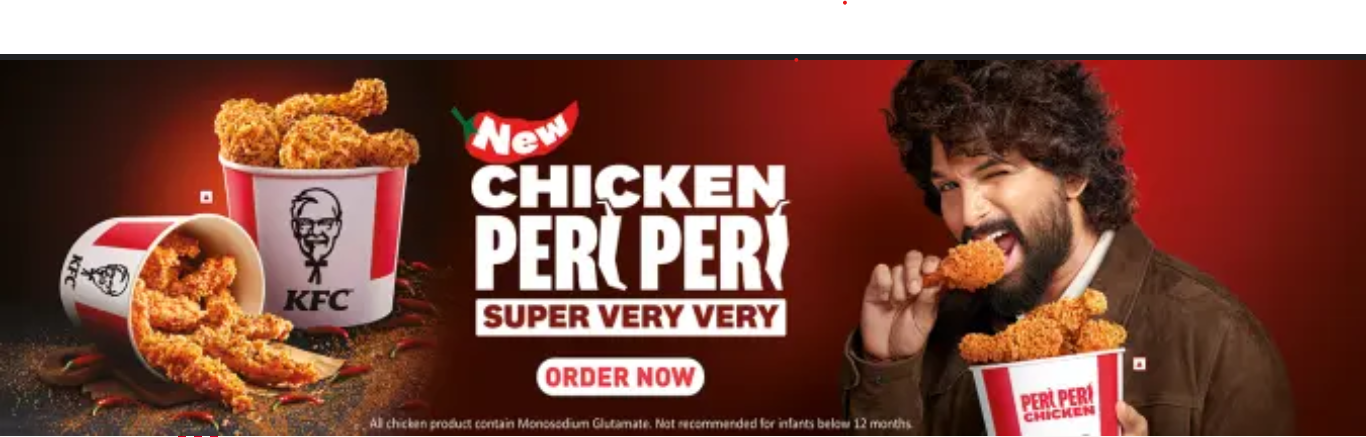 New
CHICKEN
PERI PERI
SUPER VERY VERY
ORDER NOW
All chicken product contain Monosodium Glutamate. Not recommended for infants below 12 months.
KFC
KFC
PERI PERI
CHICKEN